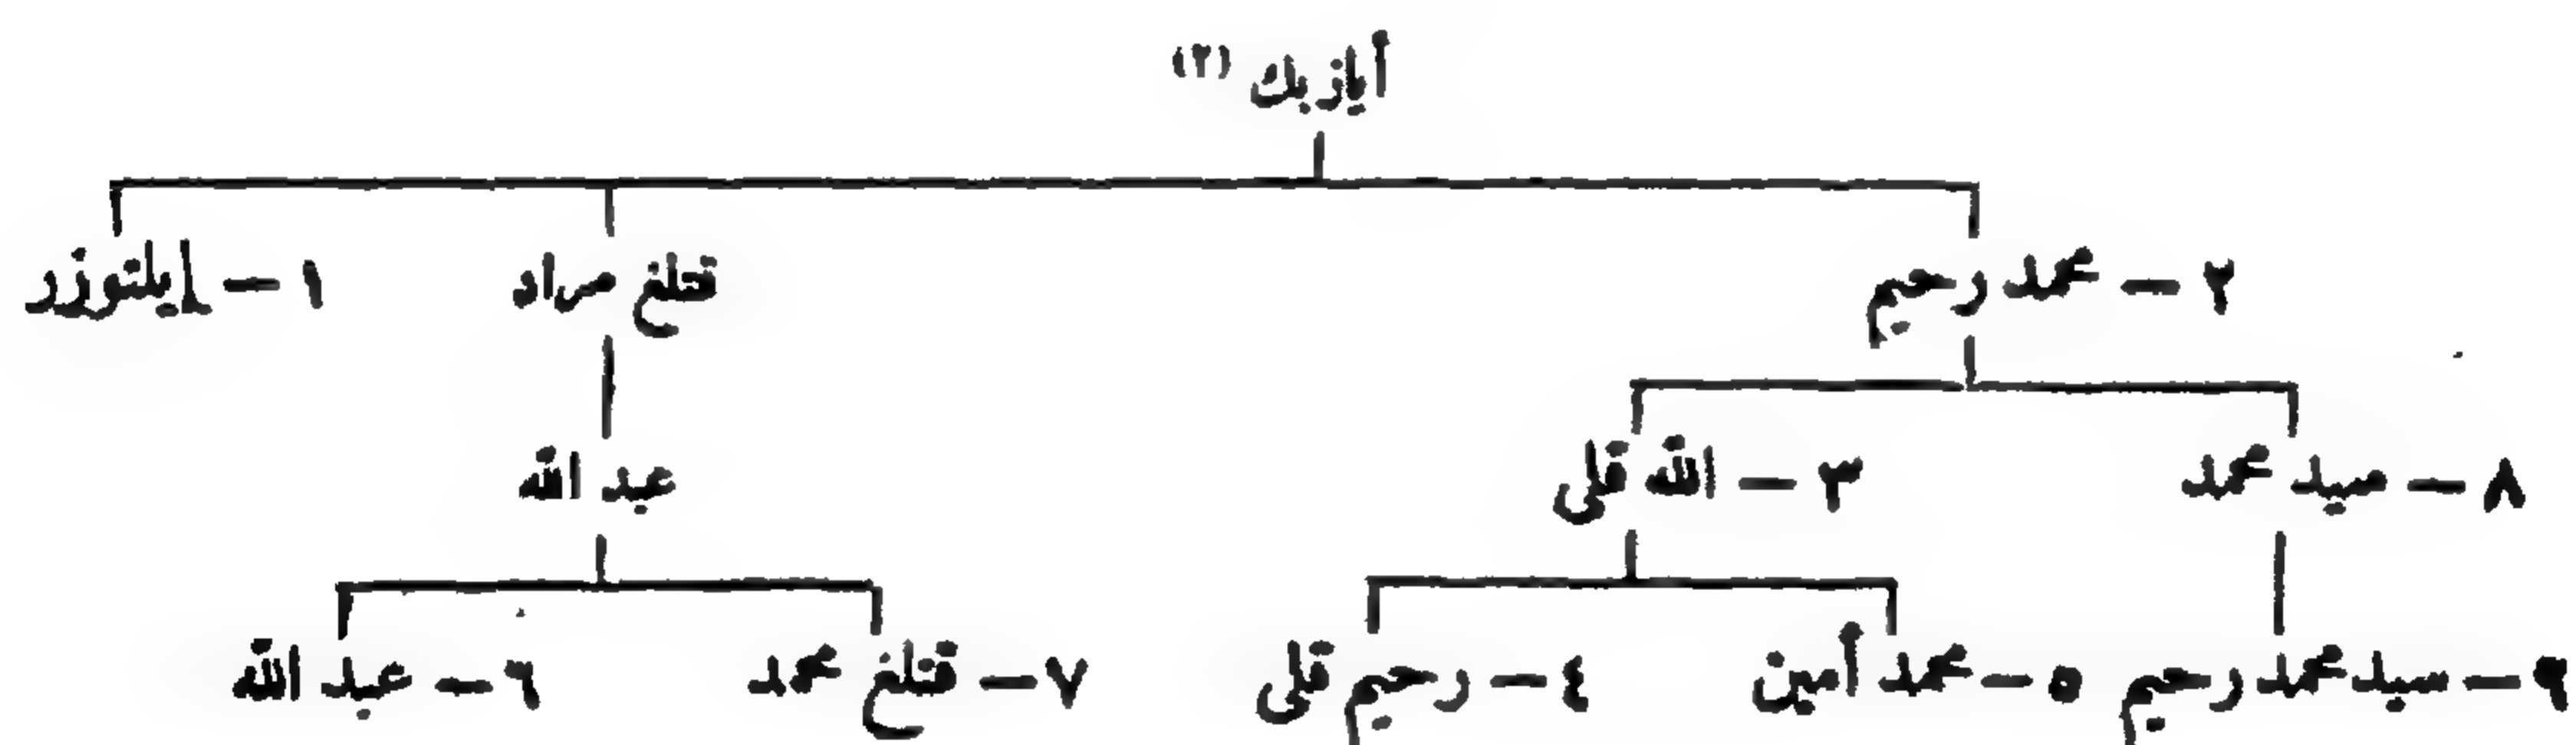 أيازبك (٢)
٢ – محمد رحيم قتلغ مراد ١ – إيلتوزر
٨ – سيد محمد ٣ – الله قلى عبد الله
٩ – سيد محمد رحيم ٥ – محمد أمين ٤ – رحيم قلى ٧ – قتلغ محمد ٦ – عبد الله